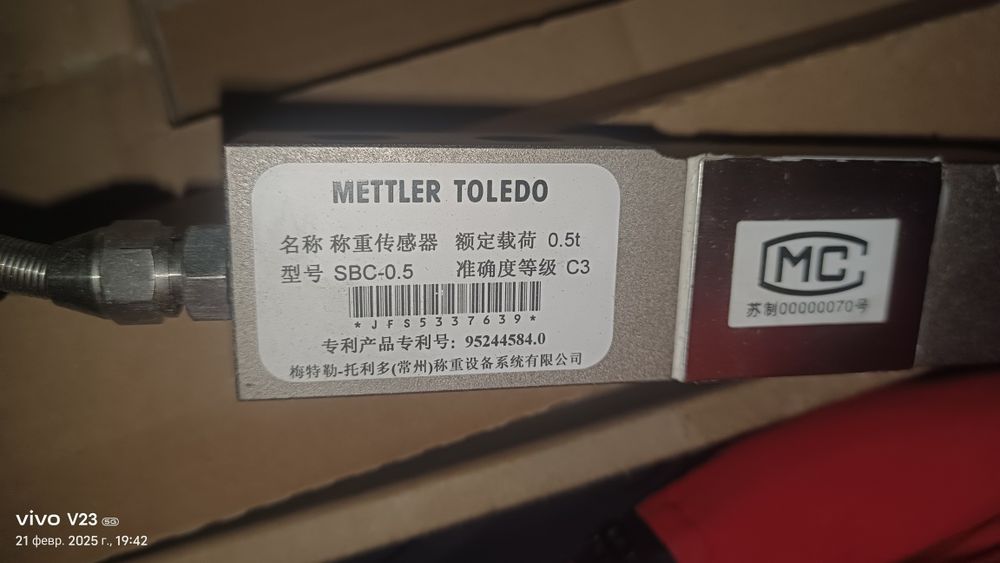 METTLER TOLEDO
名称 称重传感器 额定载荷 0.5t
型号 SBC-0.5 准确度等级 C3
*JFS5337639*
专利产品专利号: 95244584.0
梅特勒-托利多(常州)称重设备系统有限公司
MC
苏制00000070号
vivo V23 5G
21 февр. 2025 г., 19:42